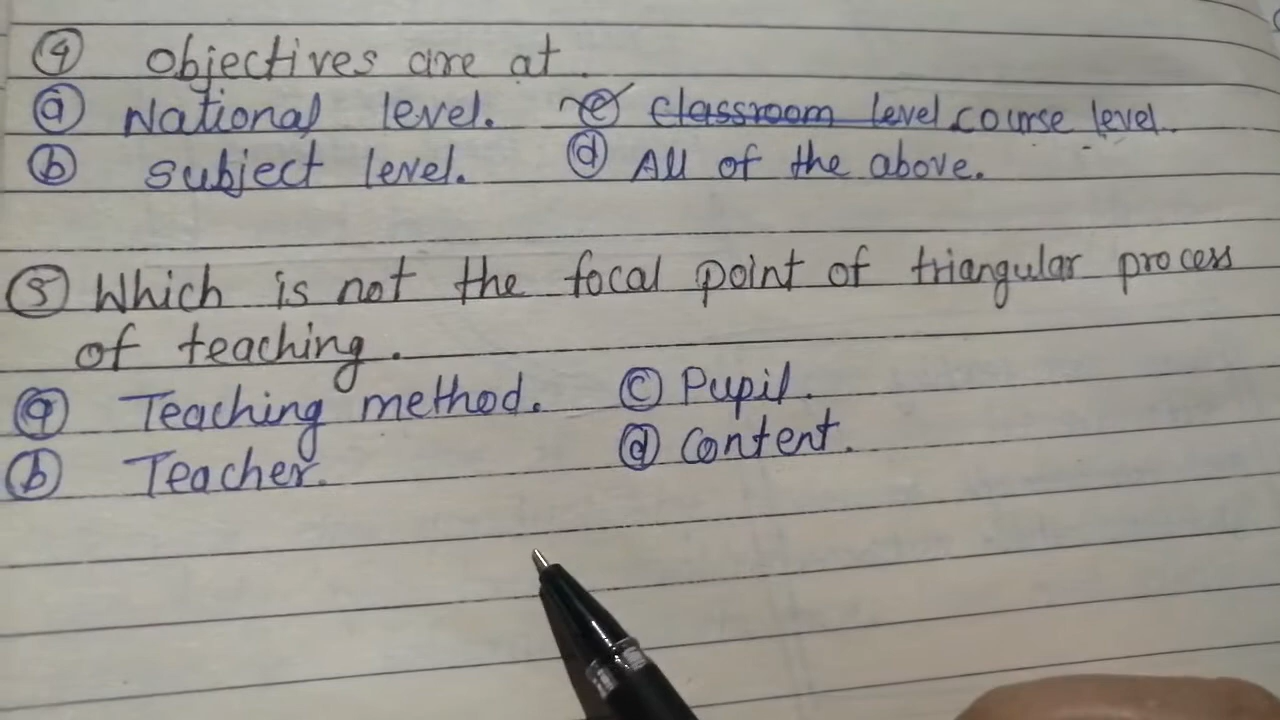 ④ Objectives are at.
ⓐ National level. ⓒ Classroom level course level.
ⓑ subject level. ⓓ All of the above.
⑤ Which is not the focal point of triangular process
of teaching.
ⓐ Teaching method. ⓒ Pupil.
ⓑ Teacher. ⓓ Content.